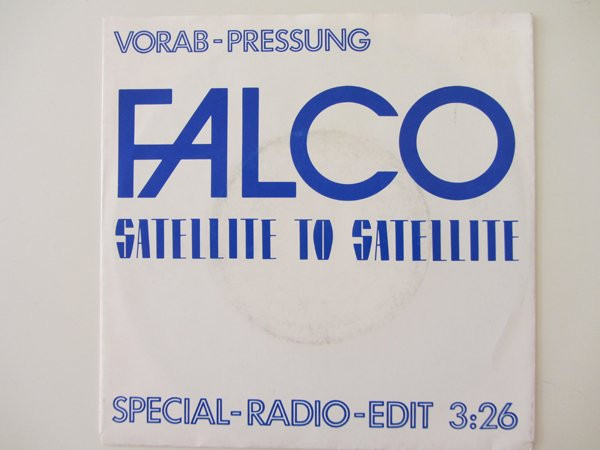 VORAB-PRESSUNG
FALCO
SATELLITE TO SATELLITE
SPECIAL-RADIO-EDIT 3:26